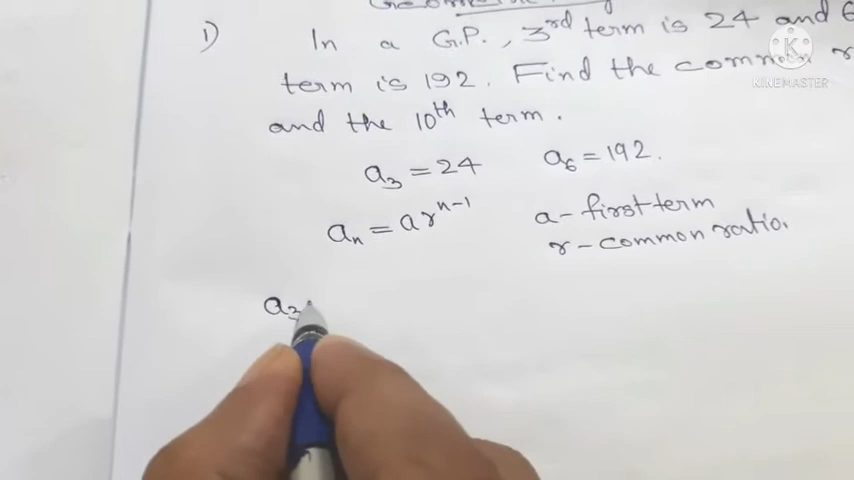 1) In a G.P., 3rd term is 24 and 6
term is 192. Find the common r
and the 10th term.
a₃ = 24 a₆ = 192.
aₙ = arⁿ⁻¹ a - first term
r - common ratio.
a₃
K
KINEMASTER